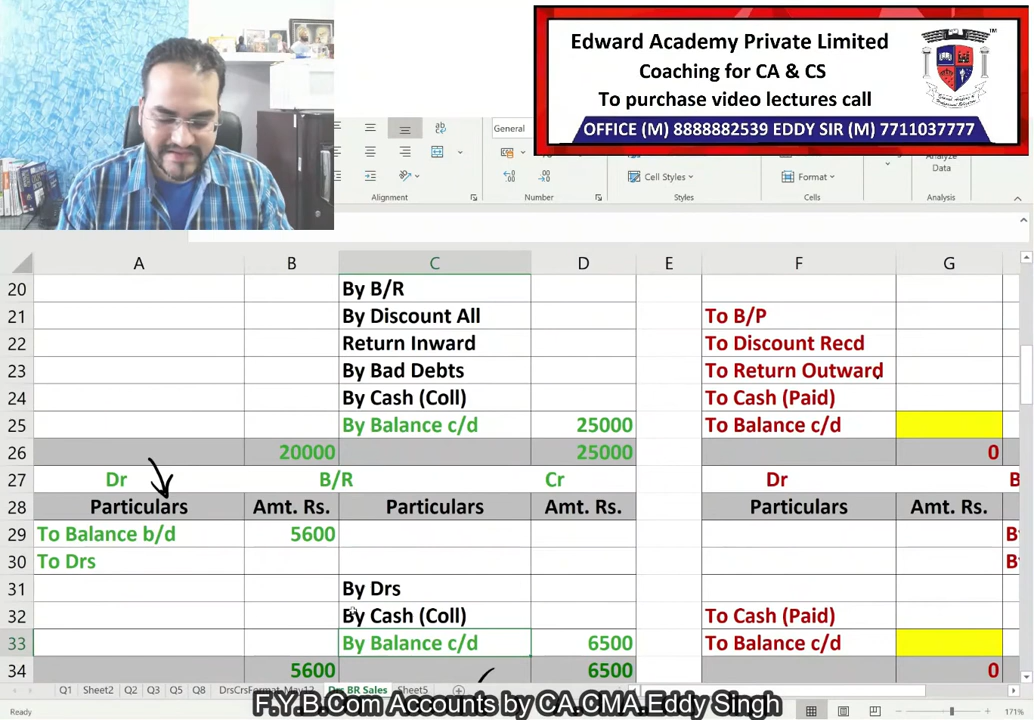 Edward Academy Private Limited
Coaching for CA & CS
To purchase video lectures call
OFFICE (M) 8888882539 EDDY SIR (M) 7711037777
General
Analyze
Cell Styles
Format
Data
Alignment
Number
Styles
Cells
Analysis
A B C D E F G
20 By B/R
21 By Discount All To B/P
22 Return Inward To Discount Recd
23 By Bad Debts To Return Outward
24 By Cash (Coll) To Cash (Paid)
25 By Balance c/d 25000 To Balance c/d
26 20000 25000 0
27 Dr B/R Cr Dr B
28 Particulars Amt. Rs. Particulars Amt. Rs. Particulars Amt. Rs.
29 To Balance b/d 5600 By
30 To Drs By
31 By Drs
32 By Cash (Coll) To Cash (Paid)
33 By Balance c/d 6500 To Balance c/d
34 5600 6500 0
Q1 Sheet2 Q2 Q3 Q5 Q8 DrsCrsFormat_May12 Drs BR Sales Sheet5
F.Y.B.Com Accounts by CA.CMA.Eddy Singh
Ready
171%